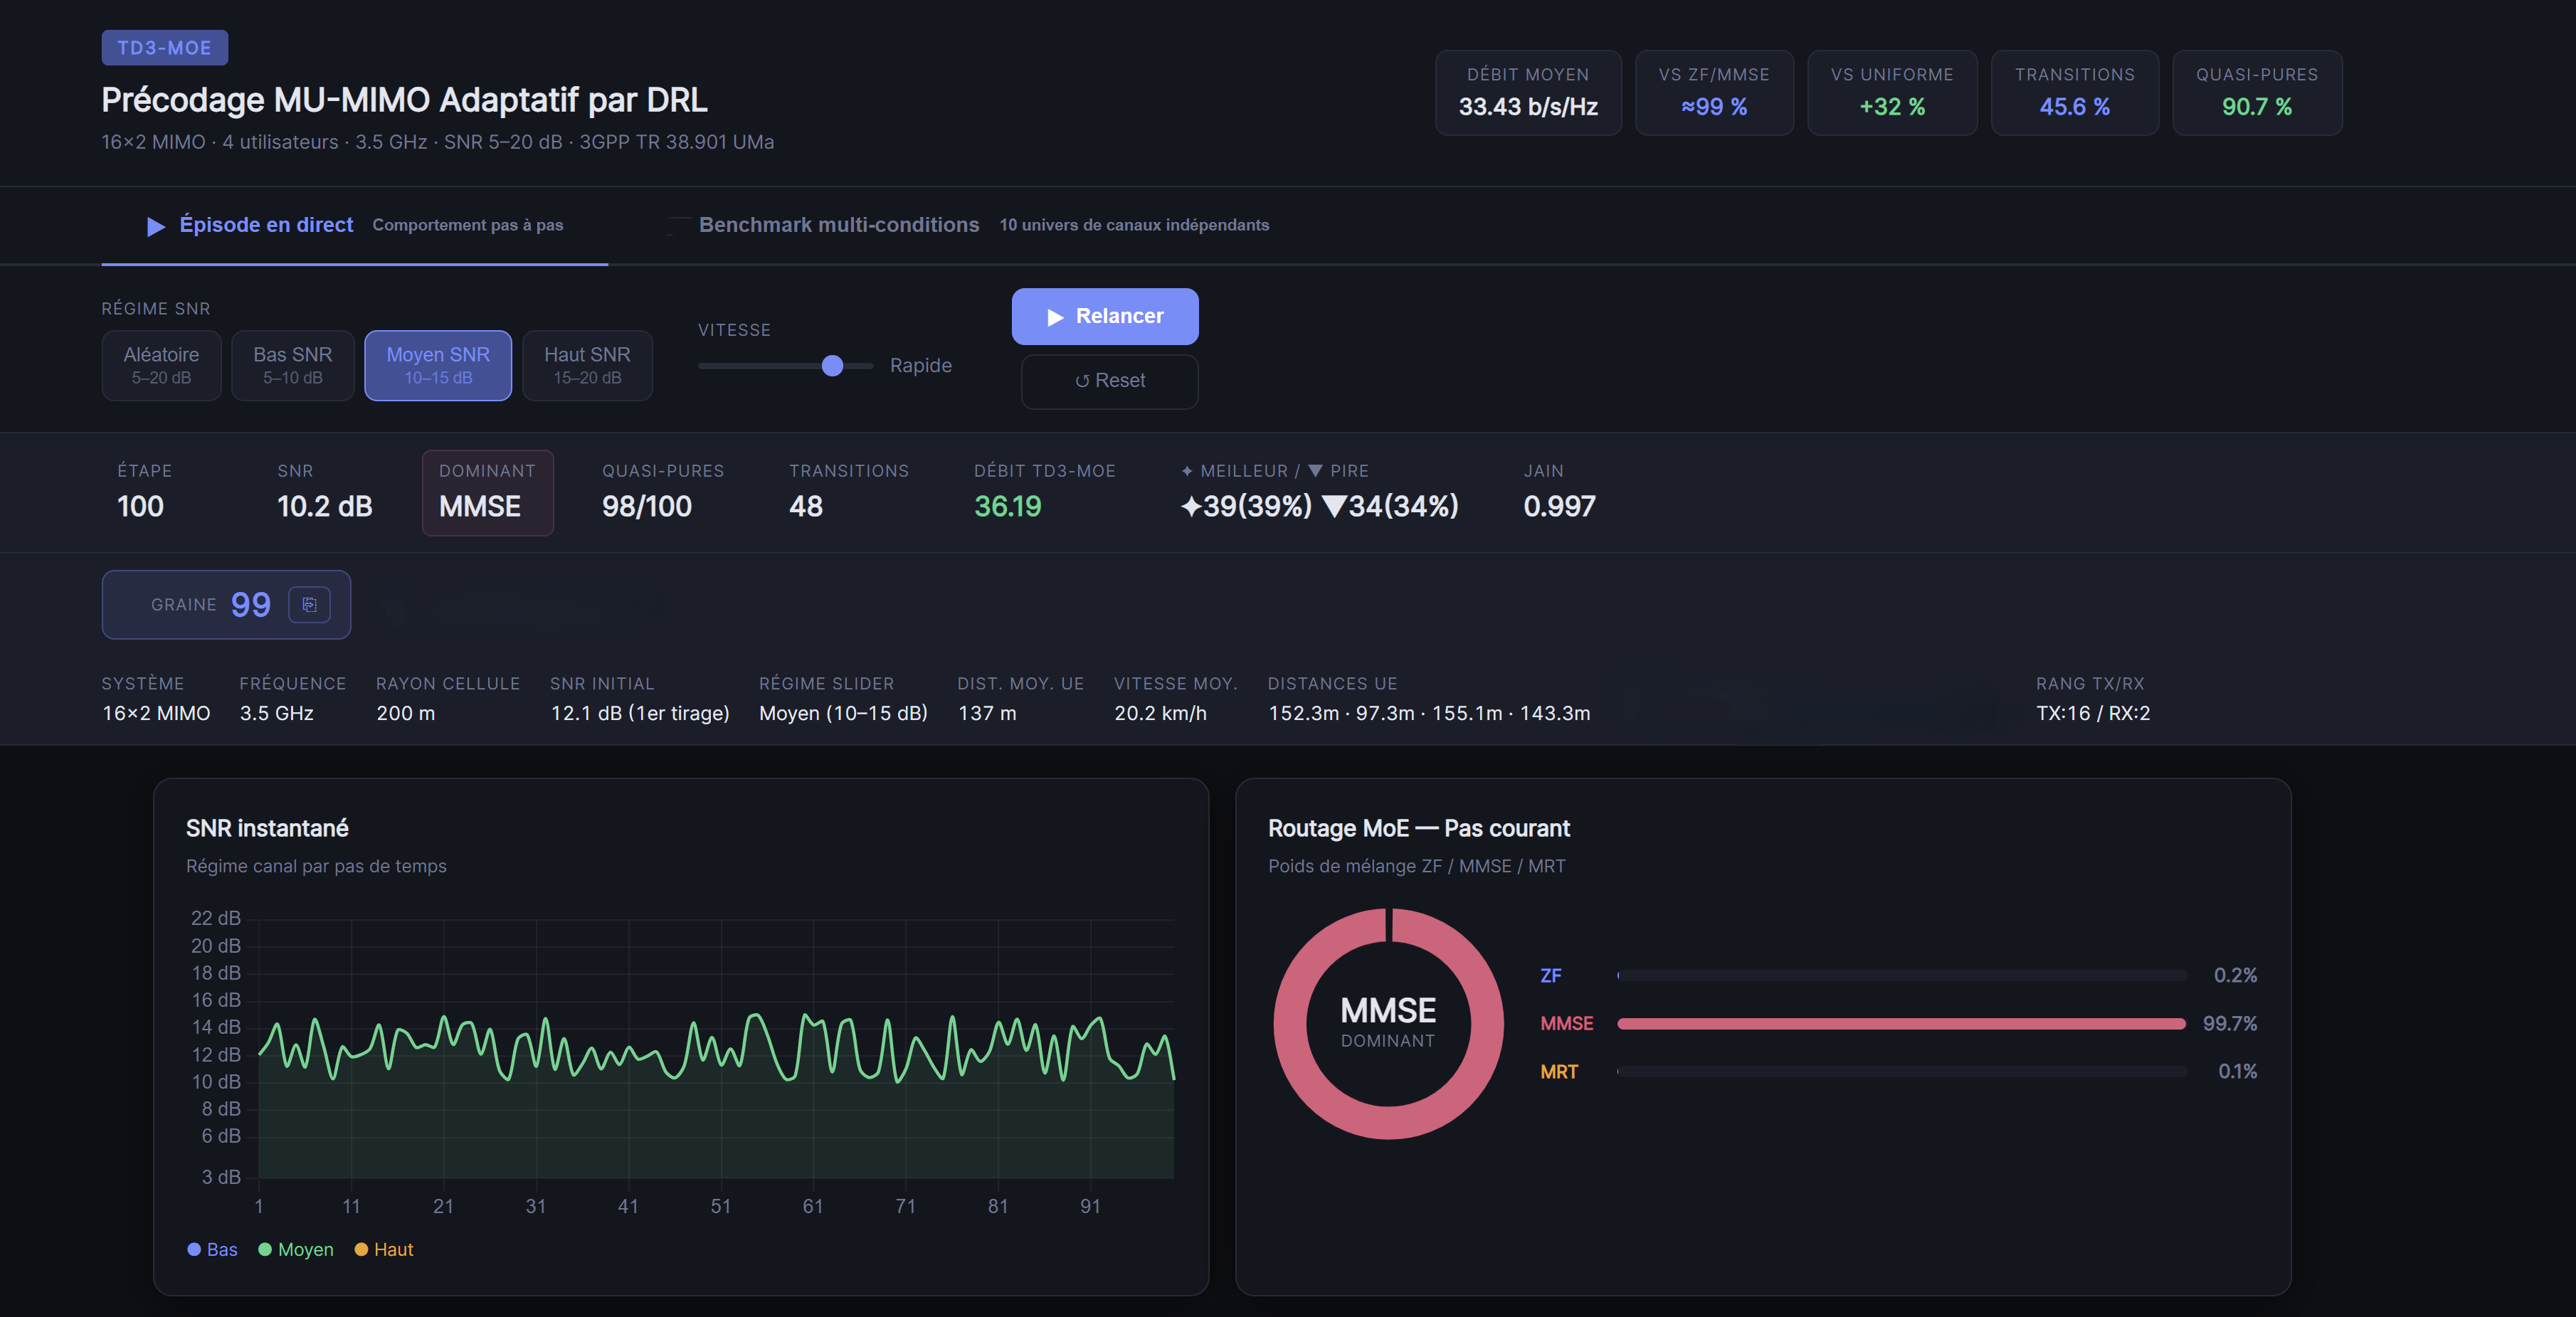 TD3-MOE
Précodage MU-MIMO Adaptatif par DRL
16×2 MIMO · 4 utilisateurs · 3.5 GHz · SNR 5–20 dB · 3GPP TR 38.901 UMa
DÉBIT MOYEN
33.43 b/s/Hz
VS ZF/MMSE
≈99 %
VS UNIFORME
+32 %
TRANSITIONS
45.6 %
QUASI-PURES
90.7 %
▶ Épisode en direct Comportement pas à pas
Benchmark multi-conditions 10 univers de canaux indépendants
RÉGIME SNR
Aléatoire
5–20 dB
Bas SNR
5–10 dB
Moyen SNR
10–15 dB
Haut SNR
15–20 dB
VITESSE
Rapide
▶ Relancer
↺ Reset
ÉTAPE
100
SNR
10.2 dB
DOMINANT
MMSE
QUASI-PURES
98/100
TRANSITIONS
48
DÉBIT TD3-MOE
36.19
✦ MEILLEUR / ▼ PIRE
✦39(39%) ▼34(34%)
JAIN
0.997
GRAINE 99
SYSTÈME
16×2 MIMO
FRÉQUENCE
3.5 GHz
RAYON CELLULE
200 m
SNR INITIAL
12.1 dB (1er tirage)
RÉGIME SLIDER
Moyen (10–15 dB)
DIST. MOY. UE
137 m
VITESSE MOY.
20.2 km/h
DISTANCES UE
152.3m · 97.3m · 155.1m · 143.3m
RANG TX/RX
TX:16 / RX:2
SNR instantané
Régime canal par pas de temps
22 dB
20 dB
18 dB
16 dB
14 dB
12 dB
10 dB
8 dB
6 dB
3 dB
1 11 21 31 41 51 61 71 81 91
Bas Moyen Haut
Routage MoE — Pas courant
Poids de mélange ZF / MMSE / MRT
MMSE
DOMINANT
ZF 0.2%
MMSE 99.7%
MRT 0.1%